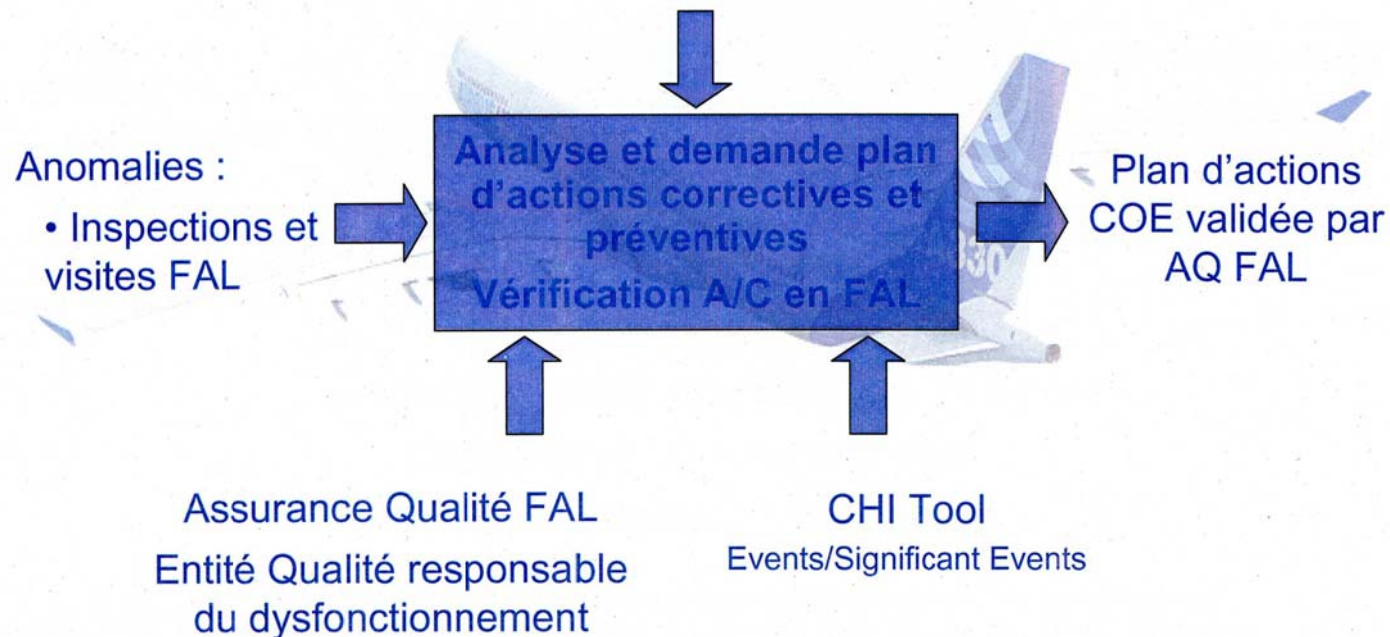 Anomalies :
• Inspections et
visites FAL
Analyse et demande plan
d'actions correctives et
préventives
Vérification A/C en FAL
Plan d'actions
COE validée par
AQ FAL
Assurance Qualité FAL
Entité Qualité responsable
du dysfonctionnement
CHI Tool
Events/Significant Events